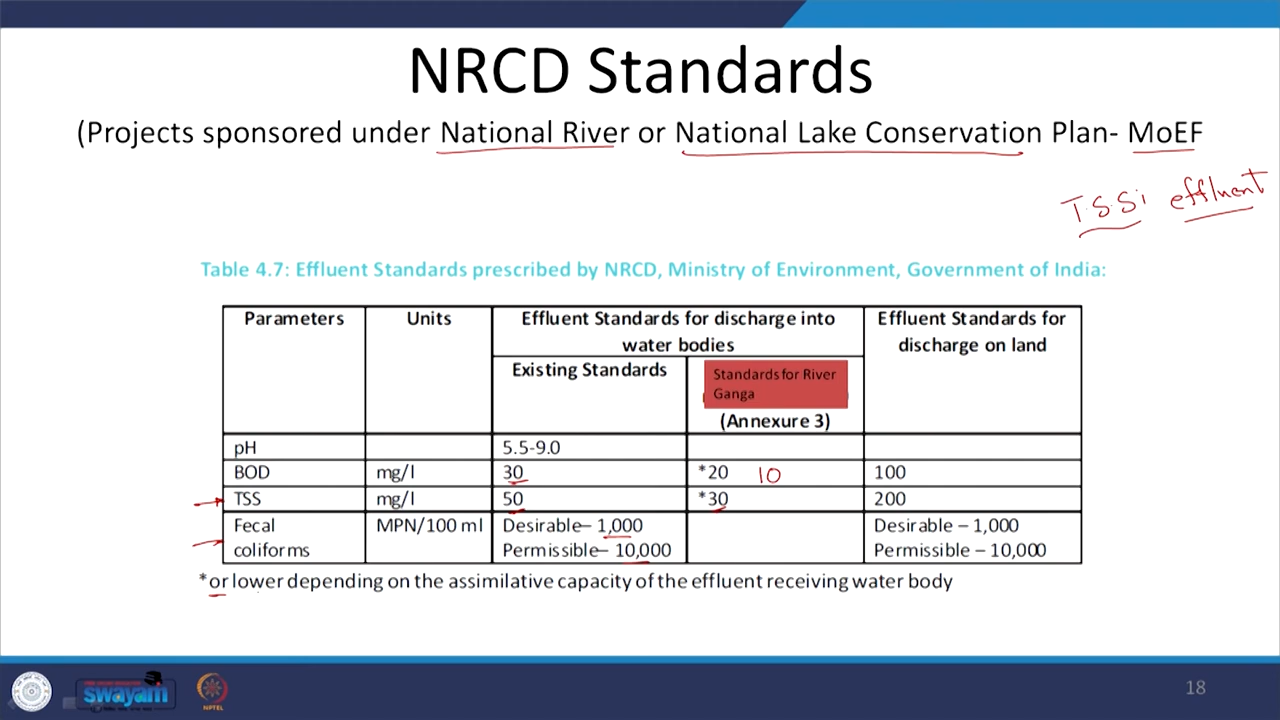 NRCD Standards
(Projects sponsored under National River or National Lake Conservation Plan- MoEF
T.S.Si effluent
Table 4.7: Effluent Standards prescribed by NRCD, Ministry of Environment, Government of India:
Parameters Units Effluent Standards for discharge into water bodies Effluent Standards for discharge on land
Existing Standards Standards for River Ganga (Annexure 3)
pH 5.5-9.0
BOD mg/l 30 *20 10 100
TSS mg/l 50 *30 200
Fecal coliforms MPN/100 ml Desirable– 1,000 Permissible– 10,000 Desirable – 1,000 Permissible – 10,000
*or lower depending on the assimilative capacity of the effluent receiving water body
swayam
NPTEL
18